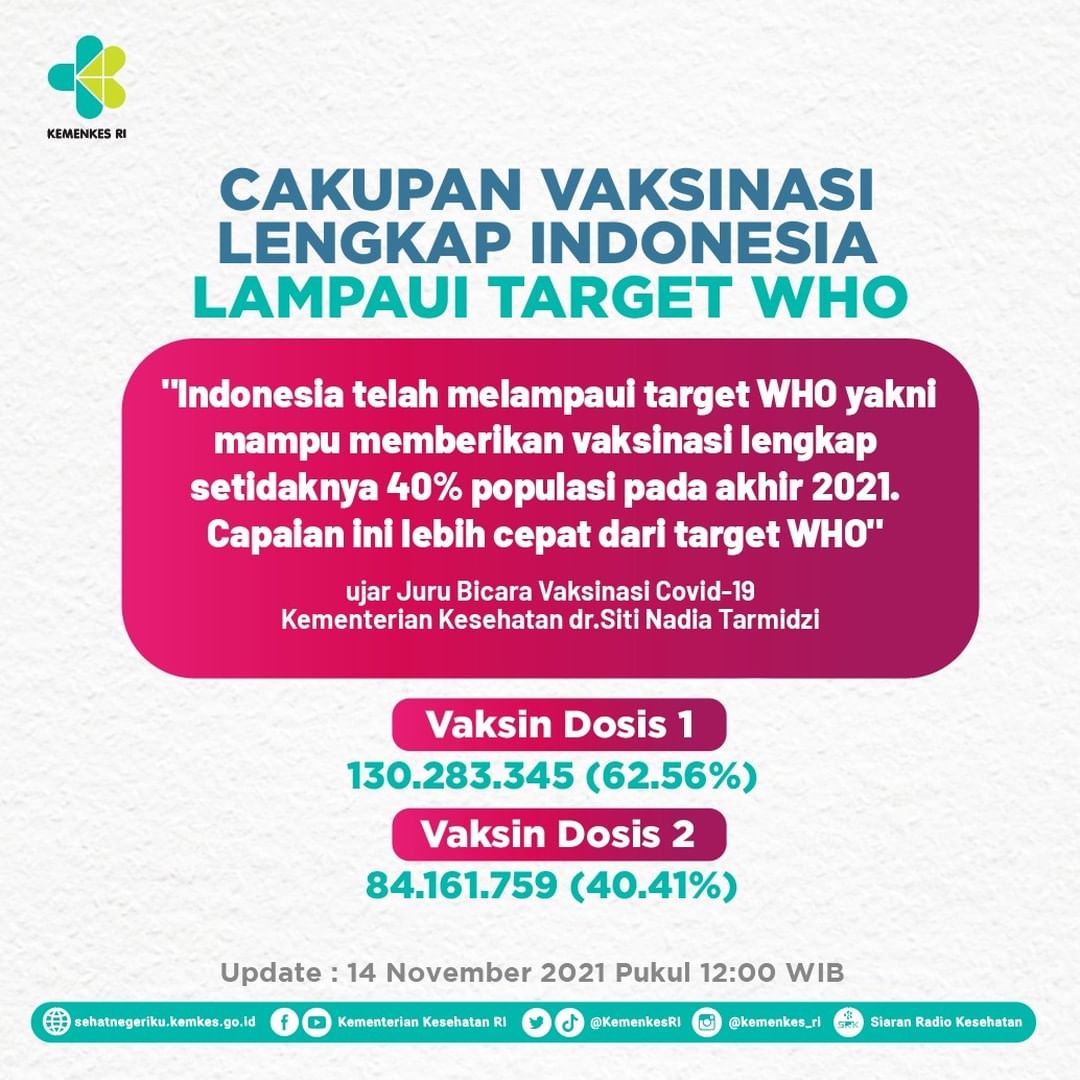 KEMENKES RI
CAKUPAN VAKSINASI
LENGKAP INDONESIA
LAMPAUI TARGET WHO
"Indonesia telah melampaui target WHO yakni
mampu memberikan vaksinasi lengkap
setidaknya 40% populasi pada akhir 2021.
Capaian ini lebih cepat dari target WHO"
ujar Juru Bicara Vaksinasi Covid-19
Kementerian Kesehatan dr.Siti Nadia Tarmidzi
Vaksin Dosis 1
130.283.345 (62.56%)
Vaksin Dosis 2
84.161.759 (40.41%)
Update : 14 November 2021 Pukul 12:00 WIB
sehatnegeriku.kemkes.go.id Kementerian Kesehatan RI @KemenkesRI @kemenkes_ri SRK Siaran Radio Kesehatan